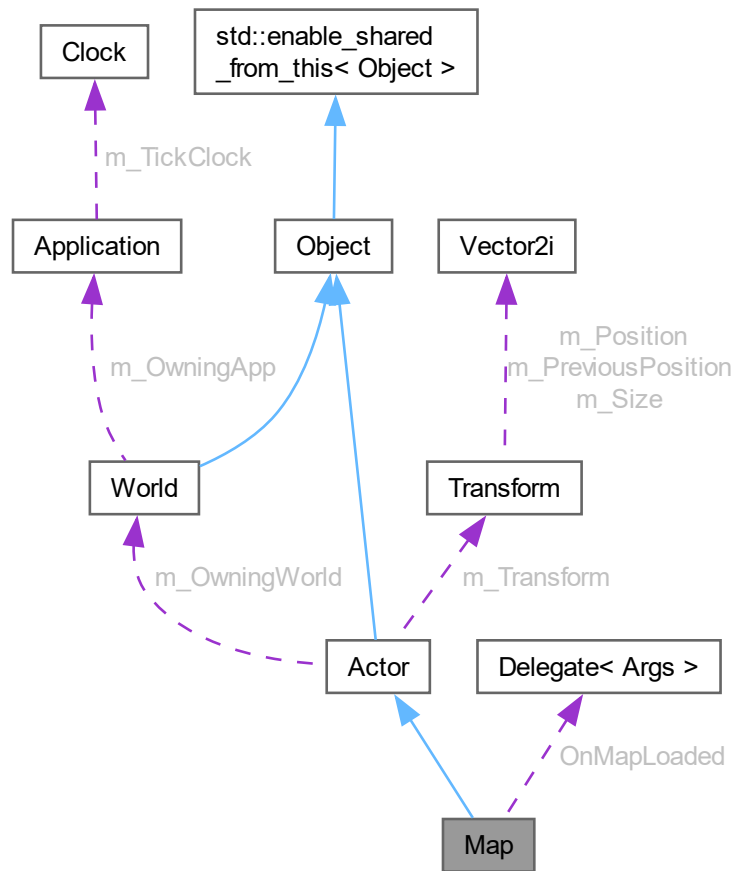 Clock
std::enable_shared
_from_this< Object >
m_TickClock
Application
Object
Vector2i
m_Position
m_PreviousPosition
m_Size
m_OwningApp
World
Transform
m_OwningWorld
m_Transform
Actor
Delegate< Args >
OnMapLoaded
Map